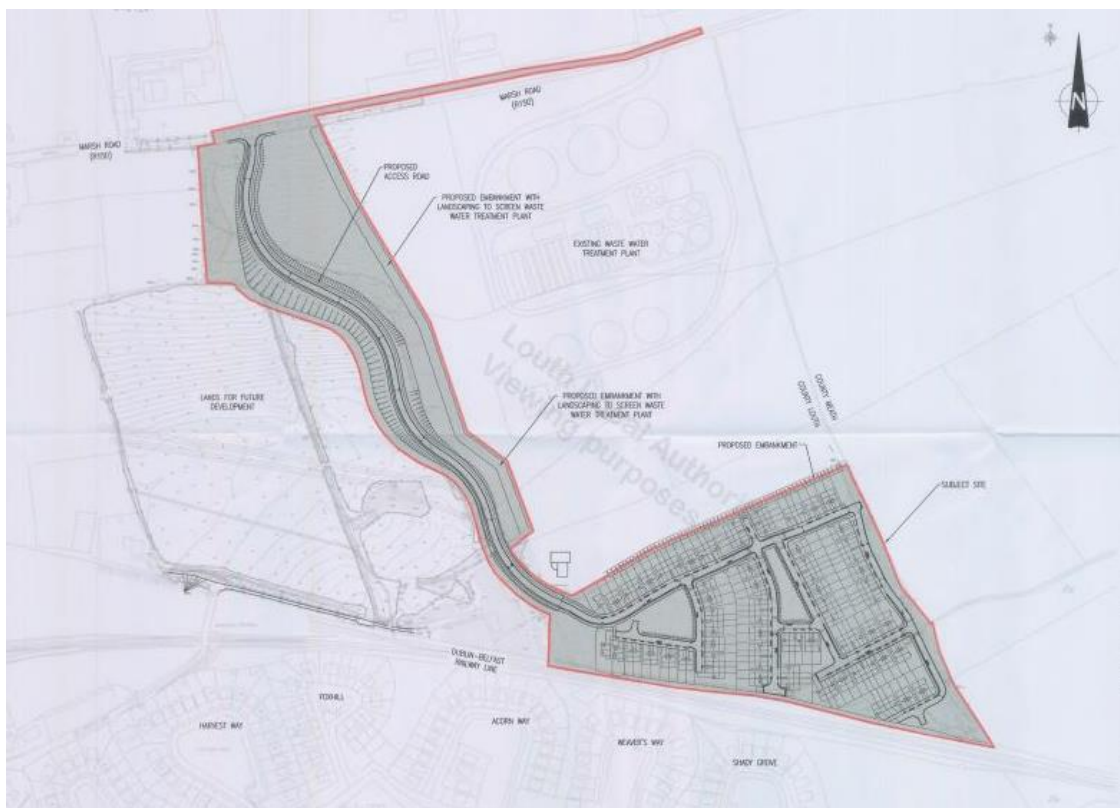 N
MARSH ROAD
(R150)
MARSH ROAD
(R150)
PROPOSED
ACCESS ROAD
PROPOSED EMBANKMENT WITH
LANDSCAPING TO SCREEN WASTE
WATER TREATMENT PLANT
EXISTING WASTE WATER
TREATMENT PLANT
LANDS FOR FUTURE
DEVELOPMENT
PROPOSED EMBANKMENT WITH
LANDSCAPING TO SCREEN WASTE
WATER TREATMENT PLANT
COUNTY MEATH
COUNTY LOUTH
PROPOSED EMBANKMENT
SUBJECT SITE
DUBLIN-BELFAST
RAILWAY LINE
FOXHILL
HARVEST WAY
ACORN WAY
WEAVER'S WAY
SHADY GROVE
Viewing purposes